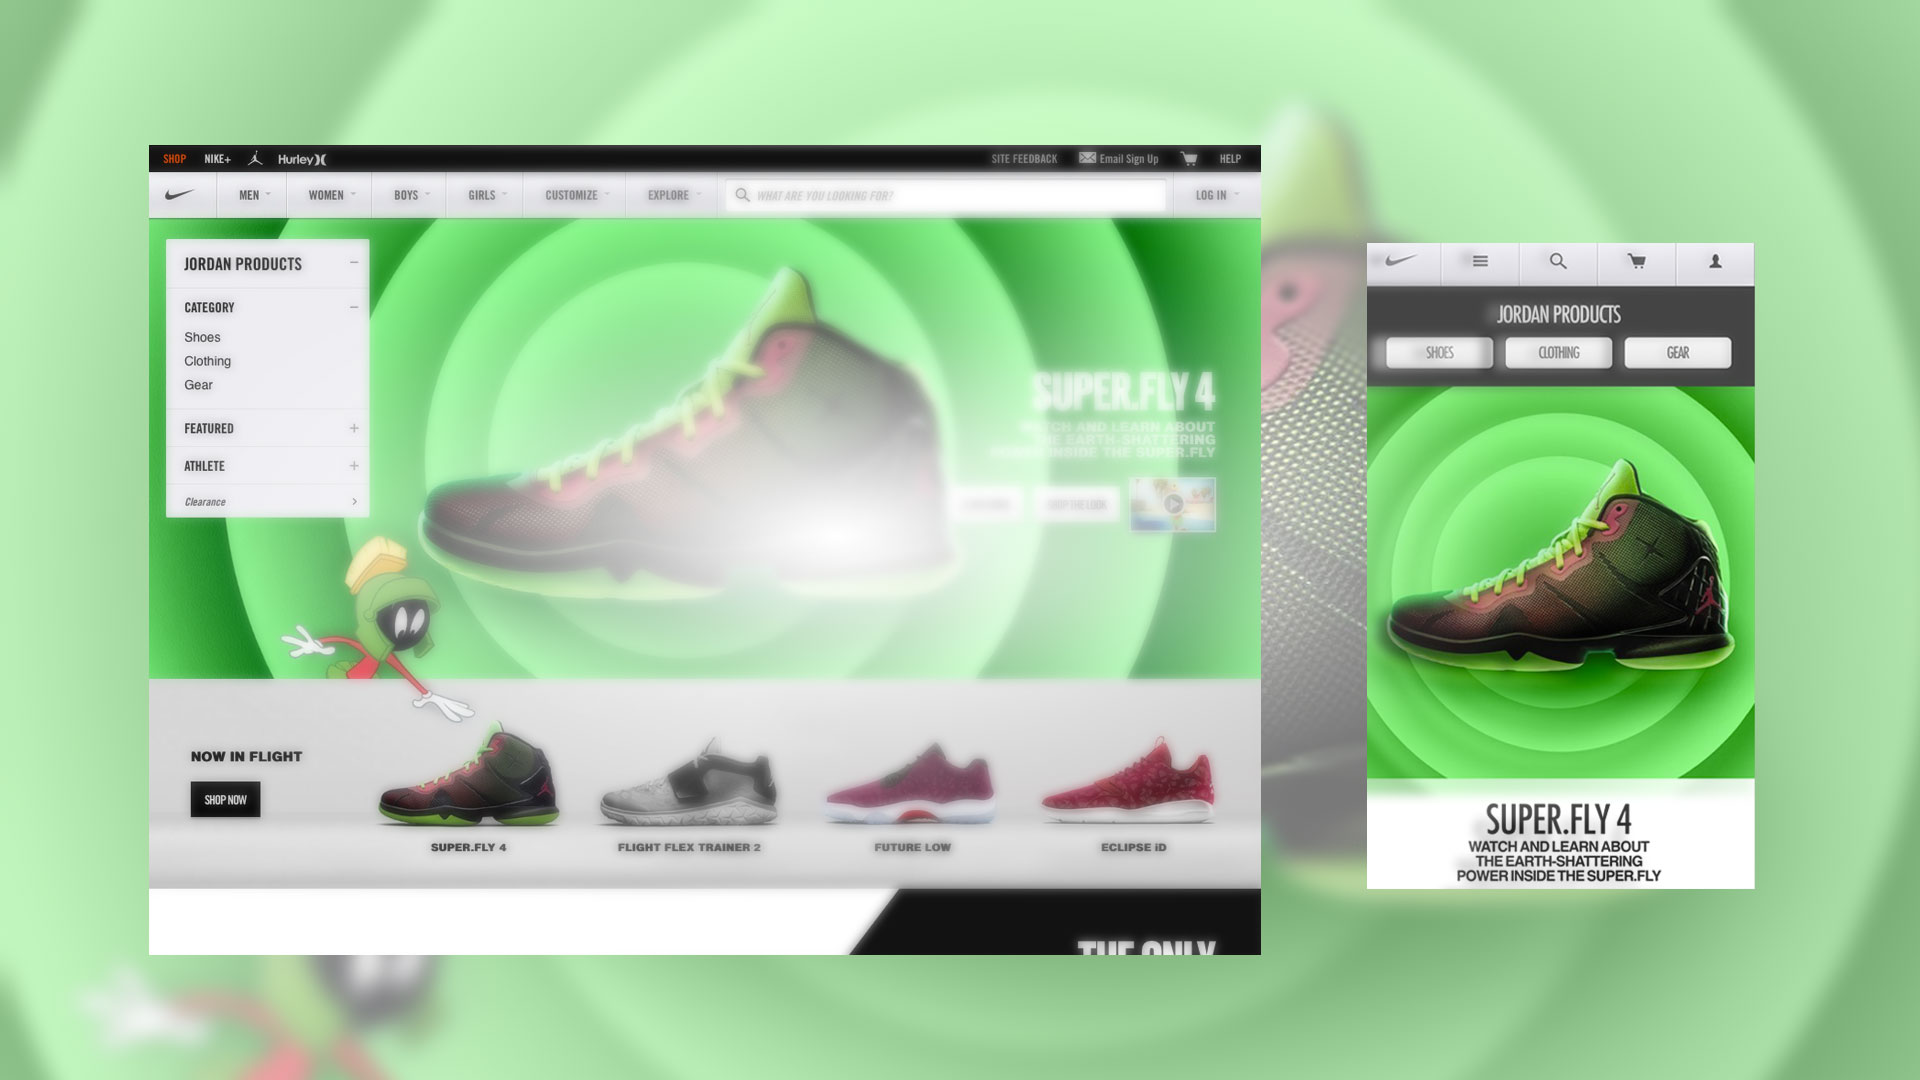 SHOP NIKE+ Hurley SITE FEEDBACK Email Sign Up HELP
MEN WOMEN BOYS GIRLS CUSTOMIZE EXPLORE WHAT ARE YOU LOOKING FOR? LOG IN
JORDAN PRODUCTS
CATEGORY
Shoes
Clothing
Gear
FEATURED
ATHLETE
Clearance
SUPER.FLY 4
WATCH AND LEARN ABOUT
THE EARTH-SHATTERING
POWER INSIDE THE SUPER.FLY
SHOP THE LOOK
NOW IN FLIGHT
SHOP NOW
SUPER.FLY 4
FLIGHT FLEX TRAINER 2
FUTURE LOW
ECLIPSE iD
THE ONLY
JORDAN PRODUCTS
SHOES CLOTHING GEAR
SUPER.FLY 4
WATCH AND LEARN ABOUT
THE EARTH-SHATTERING
POWER INSIDE THE SUPER.FLY